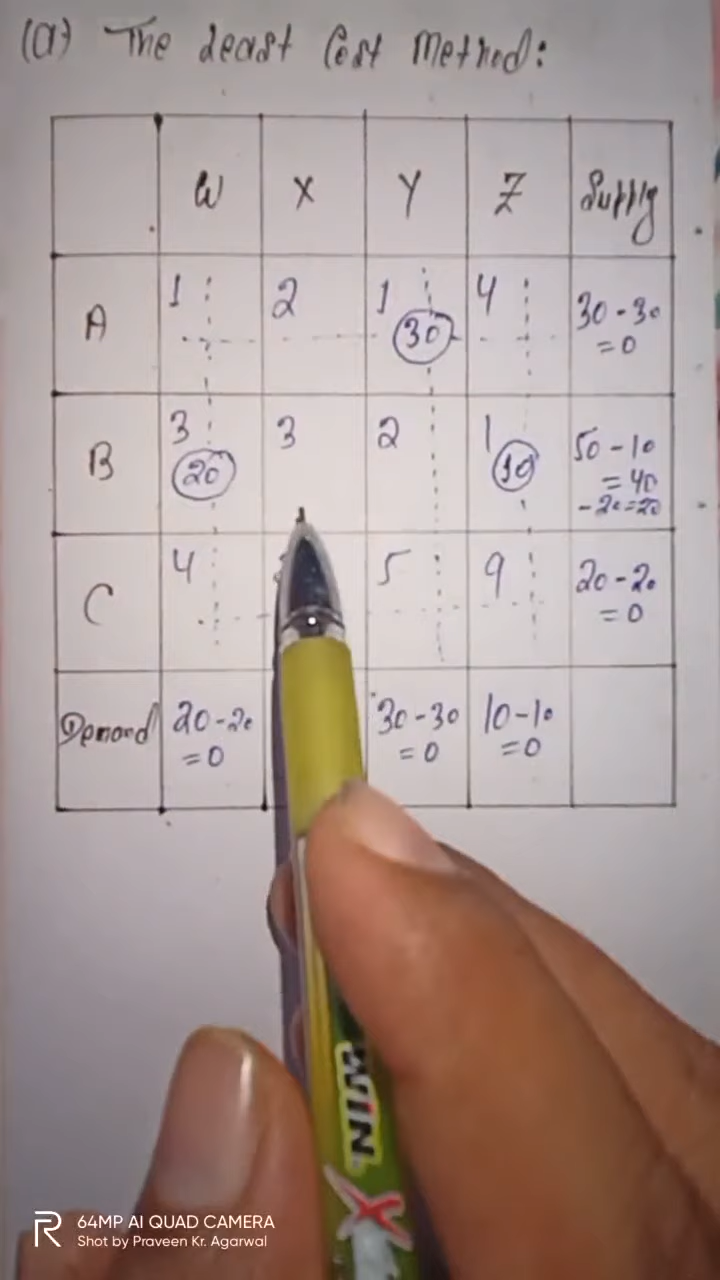 (a) The Least Cost Method:
W X Y Z Supply
A 1 2 1 30 4 30 - 30 = 0
B 3 20 3 2 1 10 50 - 10 = 40 - 20 = 20
C 4 5 9 20 - 20 = 0
Demand 20 - 20 = 0 30 - 30 = 0 10 - 10 = 0
WIN
X
R 64MP AI QUAD CAMERA
Shot by Praveen Kr. Agarwal